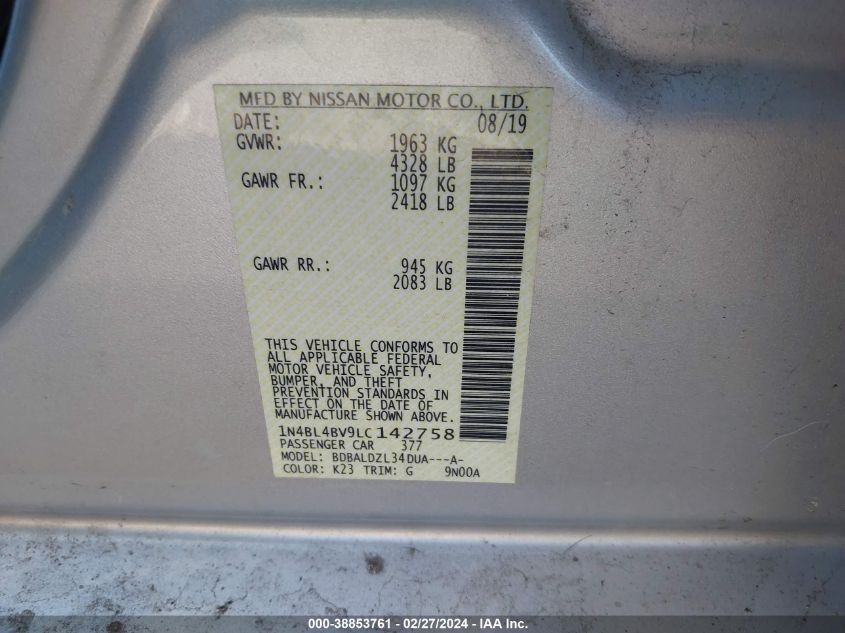 MFD BY NISSAN MOTOR CO., LTD.
DATE: 08/19
GVWR: 1963 KG
4328 LB
GAWR FR.: 1097 KG
2418 LB
GAWR RR.: 945 KG
2083 LB
THIS VEHICLE CONFORMS TO
ALL APPLICABLE FEDERAL
MOTOR VEHICLE SAFETY,
BUMPER, AND THEFT
PREVENTION STANDARDS IN
EFFECT ON THE DATE OF
MANUFACTURE SHOWN ABOVE.
1N4BL4BV9LC142758
PASSENGER CAR 377
MODEL: BDBALDZL34DUA---A-
COLOR: K23 TRIM: G 9N00A
000-38853761 - 02/27/2024 - IAAI Inc.